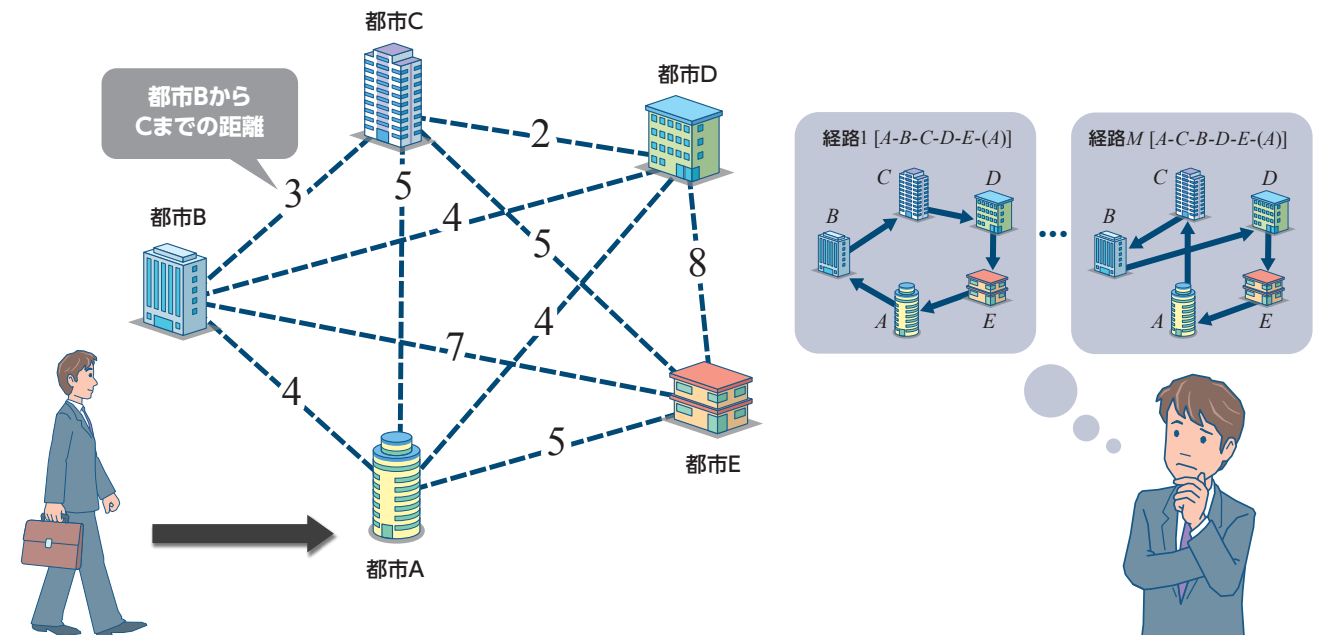 都市C
都市D
都市Bから
Cまでの距離
2
3
5
都市B
4
5
8
4
7
4
5
都市E
都市A
経路1 [A-B-C-D-E-(A)]
C
D
B
A
E
…
経路M [A-C-B-D-E-(A)]
C
D
B
A
E